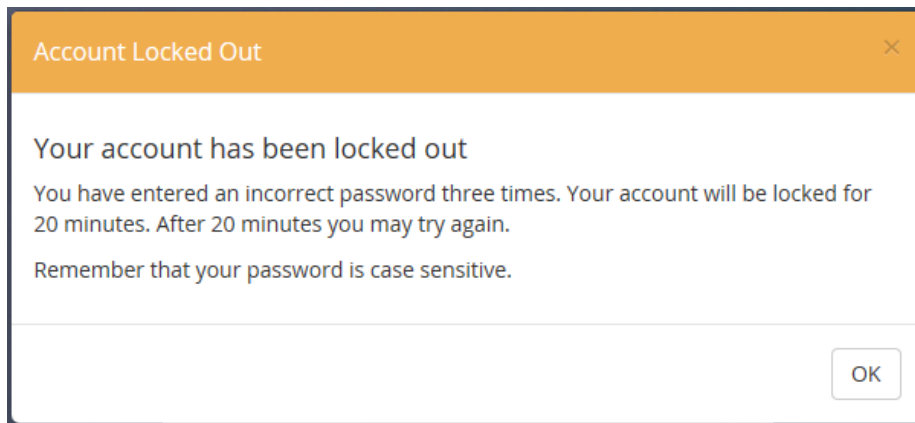 Account Locked Out
×
Your account has been locked out
You have entered an incorrect password three times. Your account will be locked for
20 minutes. After 20 minutes you may try again.
Remember that your password is case sensitive.
OK